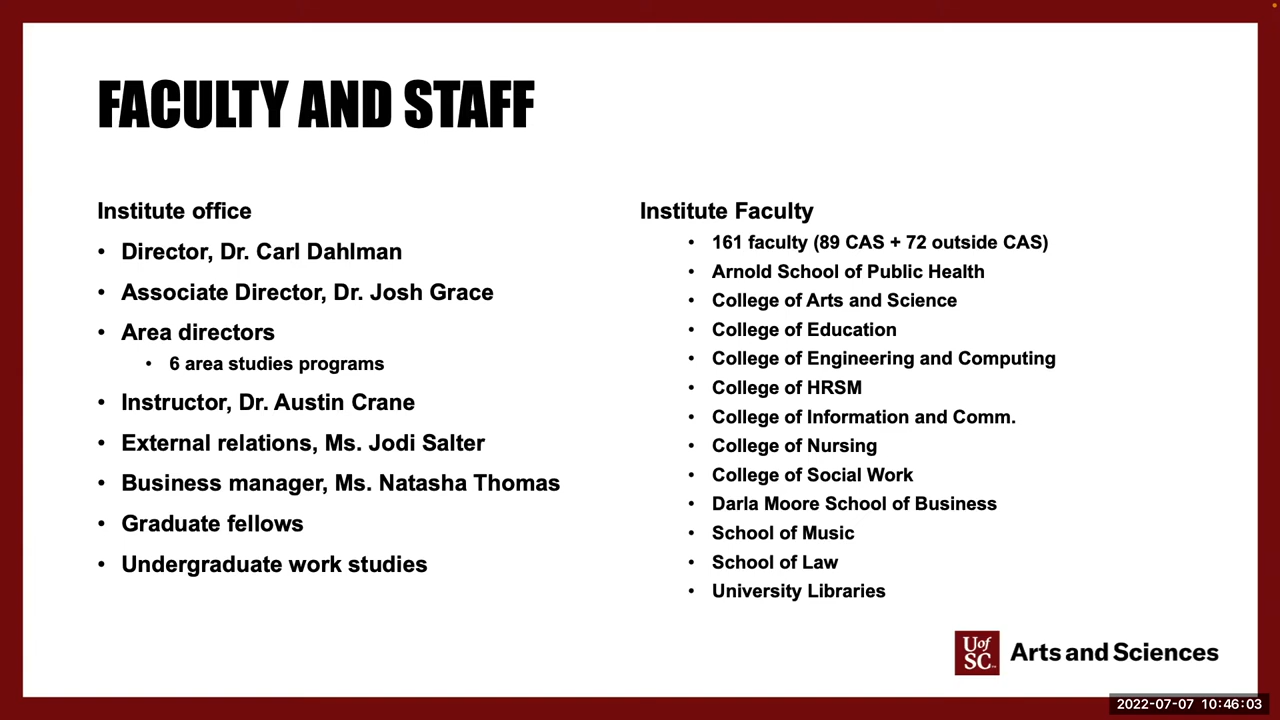 FACULTY AND STAFF
Institute office
• Director, Dr. Carl Dahlman
• Associate Director, Dr. Josh Grace
• Area directors
• 6 area studies programs
• Instructor, Dr. Austin Crane
• External relations, Ms. Jodi Salter
• Business manager, Ms. Natasha Thomas
• Graduate fellows
• Undergraduate work studies
Institute Faculty
• 161 faculty (89 CAS + 72 outside CAS)
• Arnold School of Public Health
• College of Arts and Science
• College of Education
• College of Engineering and Computing
• College of HRSM
• College of Information and Comm.
• College of Nursing
• College of Social Work
• Darla Moore School of Business
• School of Music
• School of Law
• University Libraries
U of
SC
Arts and Sciences
2022-07-07 10:46:03